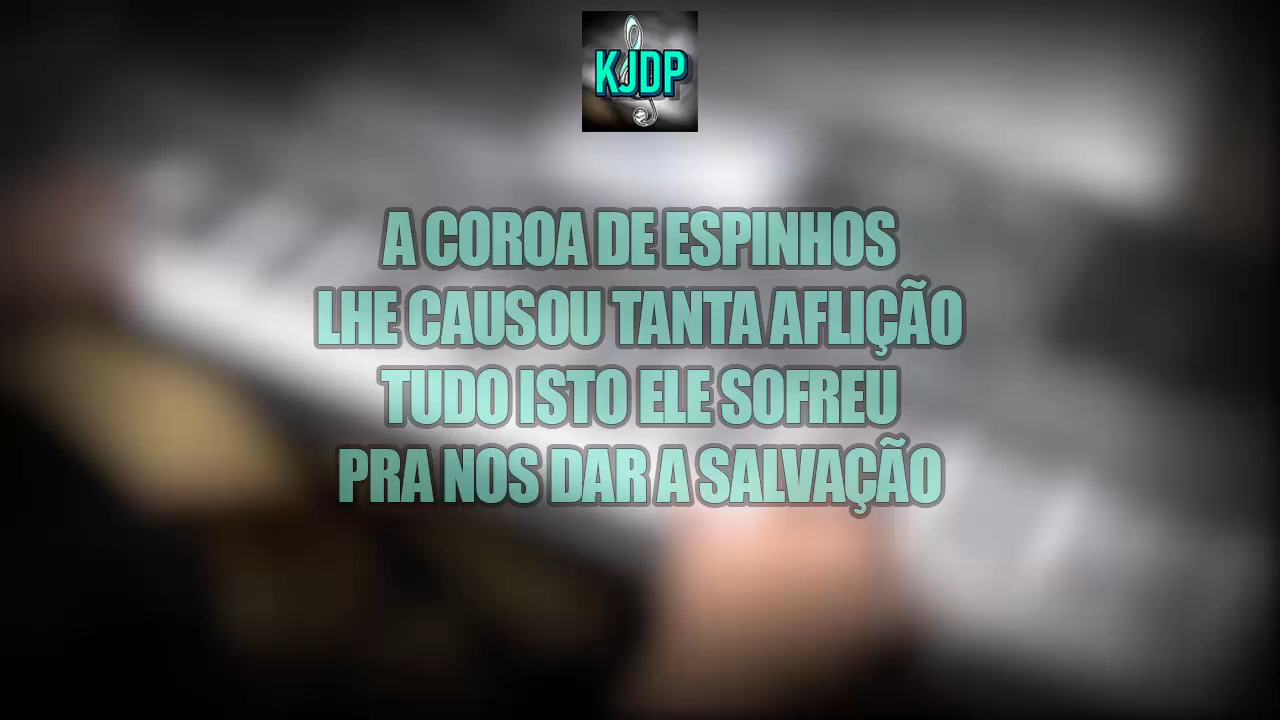 KJDP
A COROA DE ESPINHOS
LHE CAUSOU TANTA AFLIÇÃO
TUDO ISTO ELE SOFREU
PRA NOS DAR A SALVAÇÃO